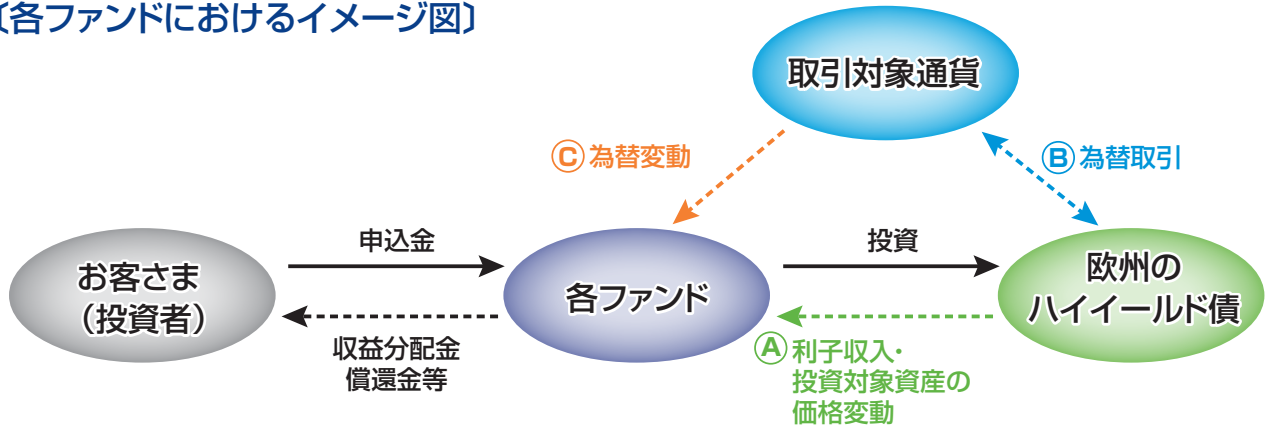 〔各ファンドにおけるイメージ図〕
取引対象通貨
Ⓒ為替変動
Ⓑ為替取引
申込金
投資
お客さま
(投資者)
各ファンド
欧州の
ハイイールド債
収益分配金
償還金等
Ⓐ利子収入・
投資対象資産の
価格変動